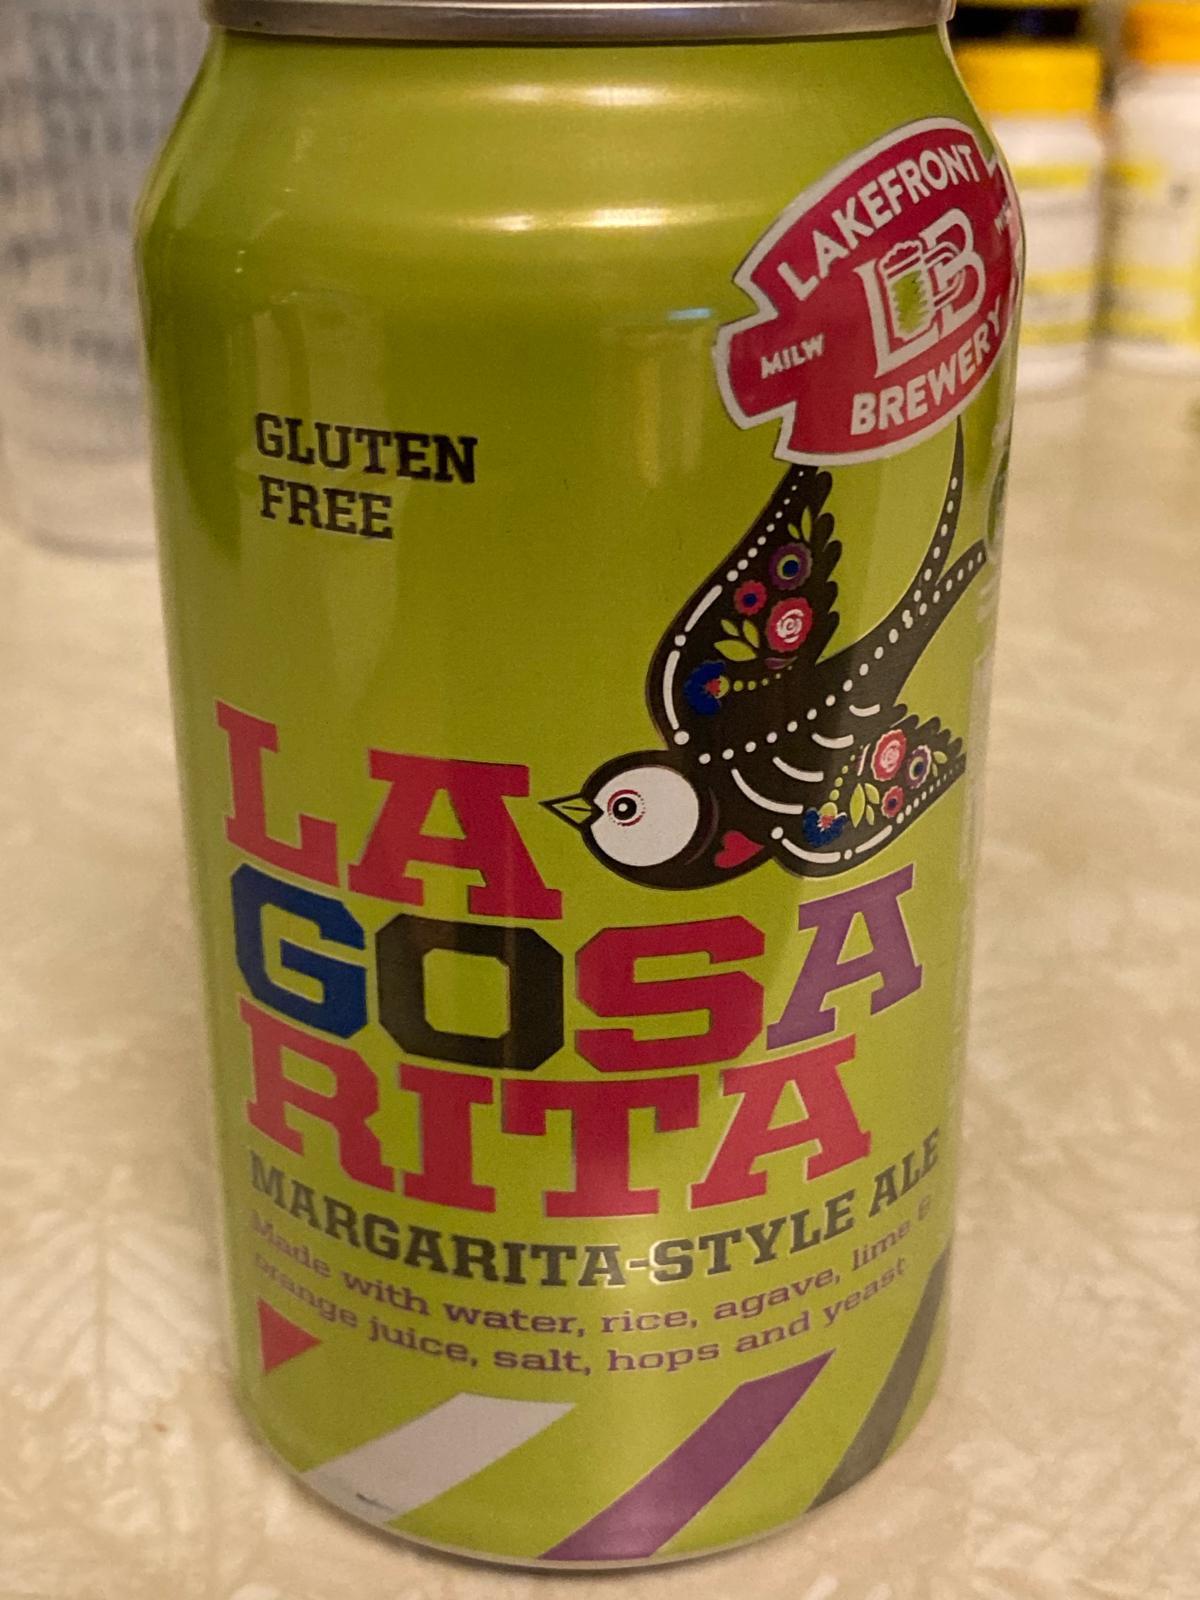 LAKEFRONT
LB
MILW
BREWERY
GLUTEN
FREE
LA
GOSA
RITA
MARGARITA-STYLE ALE
Made with water, rice, agave, lime &
orange juice, salt, hops and yeast